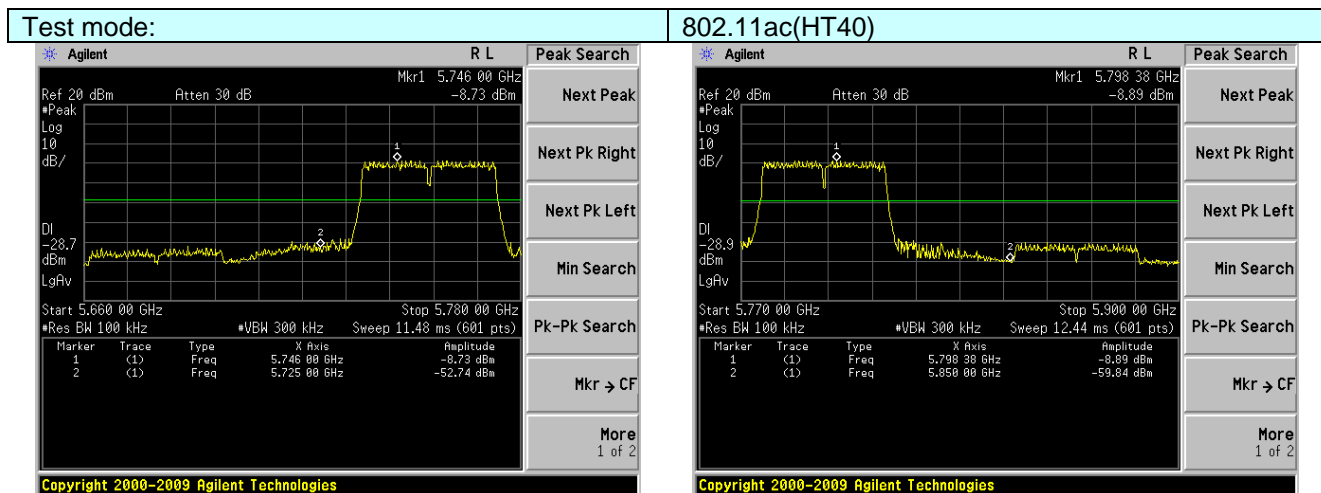 Test mode: 802.11ac(HT40)
Agilent R L Peak Search
Mkr1 5.746 00 GHz
Ref 20 dBm Atten 30 dB -8.73 dBm
#Peak
Log
10
dB/
1
2
DI
-28.7
dBm
LgAv
Start 5.660 00 GHz Stop 5.780 00 GHz
#Res BW 100 kHz #VBW 300 kHz Sweep 11.48 ms (601 pts)
Marker Trace Type X Axis Amplitude
1 (1) Freq 5.746 00 GHz -8.73 dBm
2 (1) Freq 5.725 00 GHz -52.74 dBm
Next Peak
Next Pk Right
Next Pk Left
Min Search
Pk-Pk Search
Mkr → CF
More
1 of 2
Copyright 2000-2009 Agilent Technologies
Agilent R L Peak Search
Mkr1 5.798 38 GHz
Ref 20 dBm Atten 30 dB -8.89 dBm
#Peak
Log
10
dB/
1
2
DI
-28.9
dBm
LgAv
Start 5.770 00 GHz Stop 5.900 00 GHz
#Res BW 100 kHz #VBW 300 kHz Sweep 12.44 ms (601 pts)
Marker Trace Type X Axis Amplitude
1 (1) Freq 5.798 38 GHz -8.89 dBm
2 (1) Freq 5.850 00 GHz -59.84 dBm
Next Peak
Next Pk Right
Next Pk Left
Min Search
Pk-Pk Search
Mkr → CF
More
1 of 2
Copyright 2000-2009 Agilent Technologies